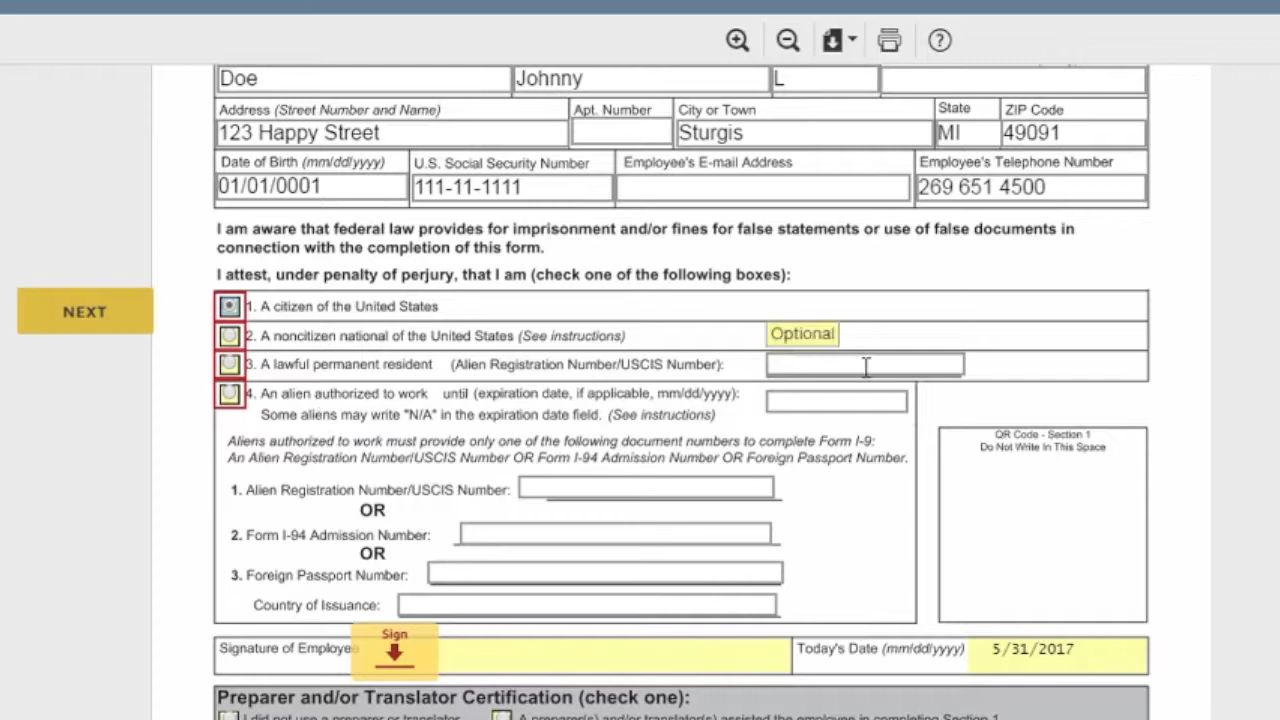 Doe Johnny L
Address (Street Number and Name) Apt. Number City or Town State ZIP Code
123 Happy Street Sturgis MI 49091
Date of Birth (mm/dd/yyyy) U.S. Social Security Number Employee's E-mail Address Employee's Telephone Number
01/01/0001 111-11-1111 269 651 4500
I am aware that federal law provides for imprisonment and/or fines for false statements or use of false documents in
connection with the completion of this form.
I attest, under penalty of perjury, that I am (check one of the following boxes):
NEXT
1. A citizen of the United States
2. A noncitizen national of the United States (See instructions) Optional
3. A lawful permanent resident (Alien Registration Number/USCIS Number):
4. An alien authorized to work until (expiration date, if applicable, mm/dd/yyyy):
Some aliens may write "N/A" in the expiration date field. (See instructions)
Aliens authorized to work must provide only one of the following document numbers to complete Form I-9:
An Alien Registration Number/USCIS Number OR Form I-94 Admission Number OR Foreign Passport Number.
QR Code - Section 1
Do Not Write In This Space
1. Alien Registration Number/USCIS Number:
OR
2. Form I-94 Admission Number:
OR
3. Foreign Passport Number:
Country of Issuance:
Sign
Signature of Employe Today's Date (mm/dd/yyyy) 5/31/2017
Preparer and/or Translator Certification (check one):
I did not use a preparer or translator. A preparer(s) and/or translator(s) assisted the employee in completing Section 1.